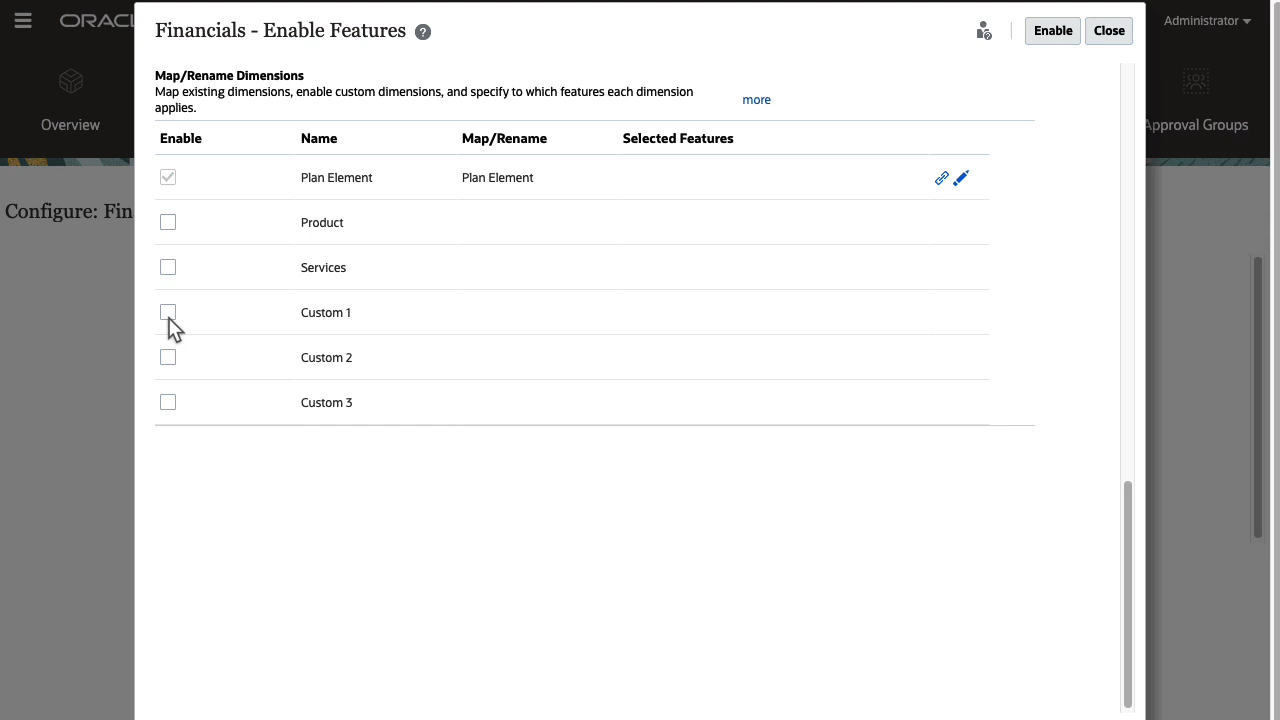 ORACL
Financials - Enable Features
Enable
Close
Administrator
Overview
Approval Groups
Configure: Fin
Map/Rename Dimensions
Map existing dimensions, enable custom dimensions, and specify to which features each dimension
applies.
more
Enable Name Map/Rename Selected Features
Plan Element Plan Element
Product
Services
Custom 1
Custom 2
Custom 3